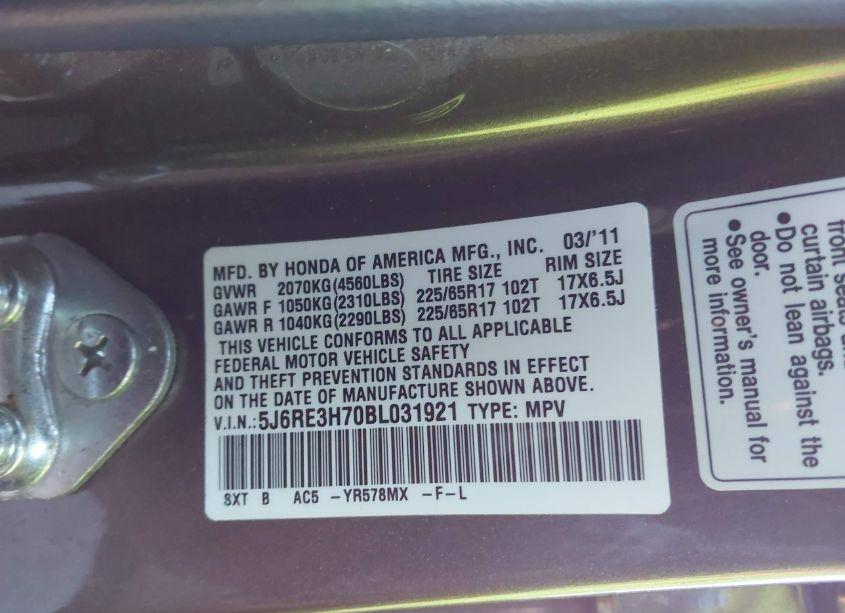 MFD. BY HONDA OF AMERICA MFG., INC. 03/'11
GVWR 2070KG(4560LBS) TIRE SIZE RIM SIZE
GAWR F 1050KG(2310LBS) 225/65R17 102T 17X6.5J
GAWR R 1040KG(2290LBS) 225/65R17 102T 17X6.5J
THIS VEHICLE CONFORMS TO ALL APPLICABLE
FEDERAL MOTOR VEHICLE SAFETY
AND THEFT PREVENTION STANDARDS IN EFFECT
ON THE DATE OF MANUFACTURE SHOWN ABOVE.
V.I.N.:5J6RE3H70BL031921 TYPE: MPV
SXT B AC5 -YR578MX -F-L
front seats
curtain airbags.
•Do not lean against the
door.
•See owner's manual for
more information.